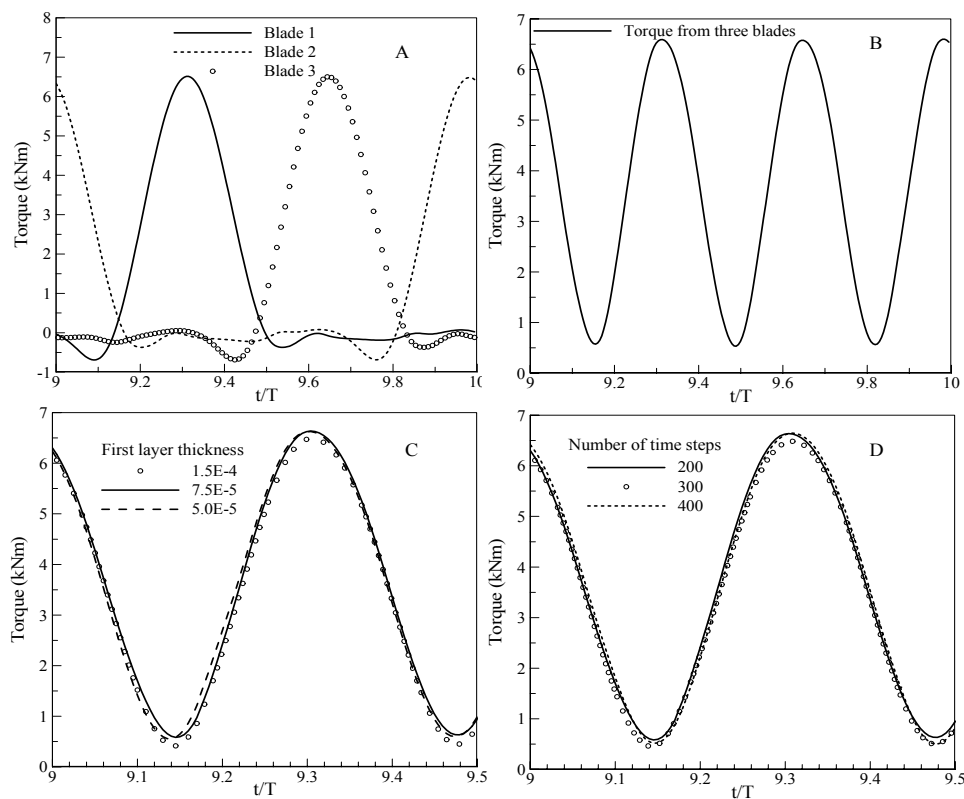 8
7
6
5
4
3
2
1
0
-1
Torque (kNm)
Blade 1
Blade 2
Blade 3
A
9
9.2
9.4
9.6
9.8
10
t/T
7
6
5
4
3
2
1
0
Torque (kNm)
Torque from three blades
B
9
9.2
9.4
9.6
9.8
10
t/T
7
6
5
4
3
2
1
0
Torque (kNm)
First layer thickness
C
1.5E-4
7.5E-5
5.0E-5
9
9.1
9.2
9.3
9.4
9.5
t/T
7
6
5
4
3
2
1
0
Torque (kNm)
Number of time steps
D
200
300
400
9
9.1
9.2
9.3
9.4
9.5
t/T